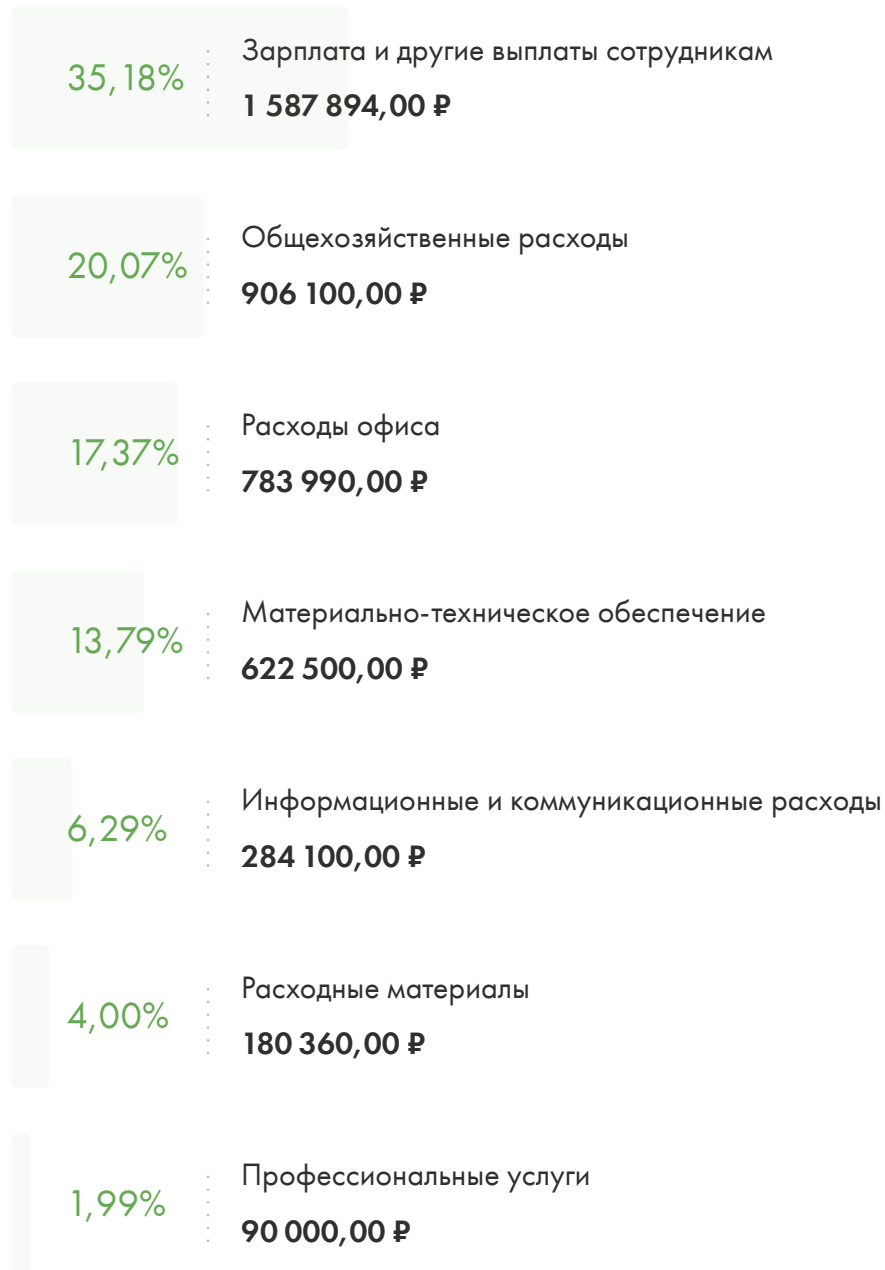 35,18%
Зарплата и другие выплаты сотрудникам
1 587 894,00 ₽
20,07%
Общехозяйственные расходы
906 100,00 ₽
17,37%
Расходы офиса
783 990,00 ₽
13,79%
Материально-техническое обеспечение
622 500,00 ₽
6,29%
Информационные и коммуникационные расходы
284 100,00 ₽
4,00%
Расходные материалы
180 360,00 ₽
1,99%
Профессиональные услуги
90 000,00 ₽